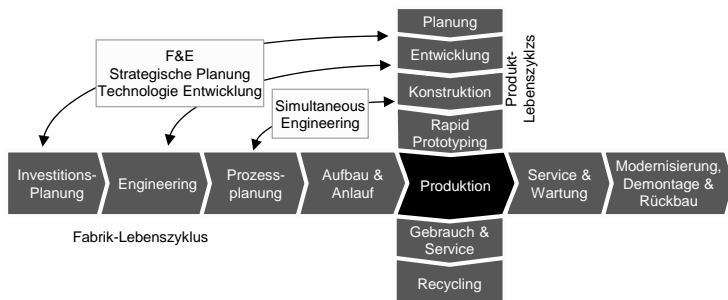 Planung
F&E
Strategische Planung
Technologie Entwicklung
Entwicklung
Produkt-
Lebenszyklzs
Simultaneous
Engineering
Konstruktion
Rapid
Prototyping
Investitions-
Planung
Engineering
Prozess-
planung
Aufbau &
Anlauf
Produktion
Service &
Wartung
Modernisierung,
Demontage &
Rückbau
Fabrik-Lebenszyklus
Gebrauch &
Service
Recycling